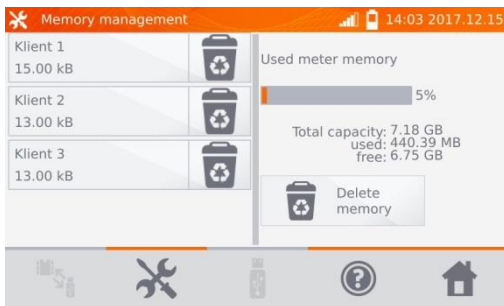 Memory management
14:03 2017.12.15
Klient 1
15.00 kB
Klient 2
13.00 kB
Klient 3
13.00 kB
Used meter memory
5%
Total capacity: 7.18 GB
used: 440.39 MB
free: 6.75 GB
Delete
memory